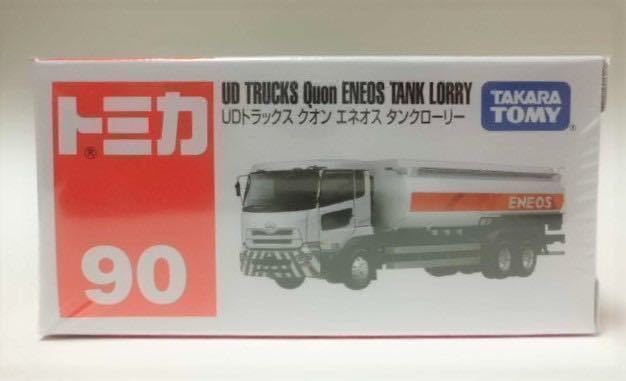 トミカ
®
90
UD TRUCKS Quon ENEOS TANK LORRY
UDトラックス クオン エネオス タンクローリー
TAKARA
TOMY
®
ENEOS